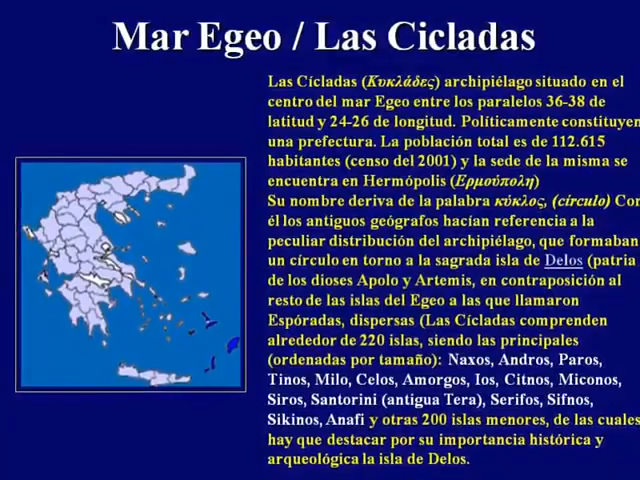 Mar Egeo / Las Cicladas
Las Cícladas (Κυκλάδες) archipiélago situado en el
centro del mar Egeo entre los paralelos 36-38 de
latitud y 24-26 de longitud. Políticamente constituyen
una prefectura. La población total es de 112.615
habitantes (censo del 2001) y la sede de la misma se
encuentra en Hermópolis (Ερμούπολη)
Su nombre deriva de la palabra κύκλος, (círculo) Con
él los antiguos geógrafos hacían referencia a la
peculiar distribución del archipiélago, que formaban
un círculo en torno a la sagrada isla de Delos (patria
de los dioses Apolo y Artemis, en contraposición al
resto de las islas del Egeo a las que llamaron
Espóradas, dispersas (Las Cícladas comprenden
alrededor de 220 islas, siendo las principales
(ordenadas por tamaño): Naxos, Andros, Paros,
Tinos, Milo, Celos, Amorgos, Ios, Citnos, Miconos,
Siros, Santorini (antigua Tera), Serifos, Sifnos,
Sikinos, Anafi y otras 200 islas menores, de las cuales
hay que destacar por su importancia histórica y
arqueológica la isla de Delos.